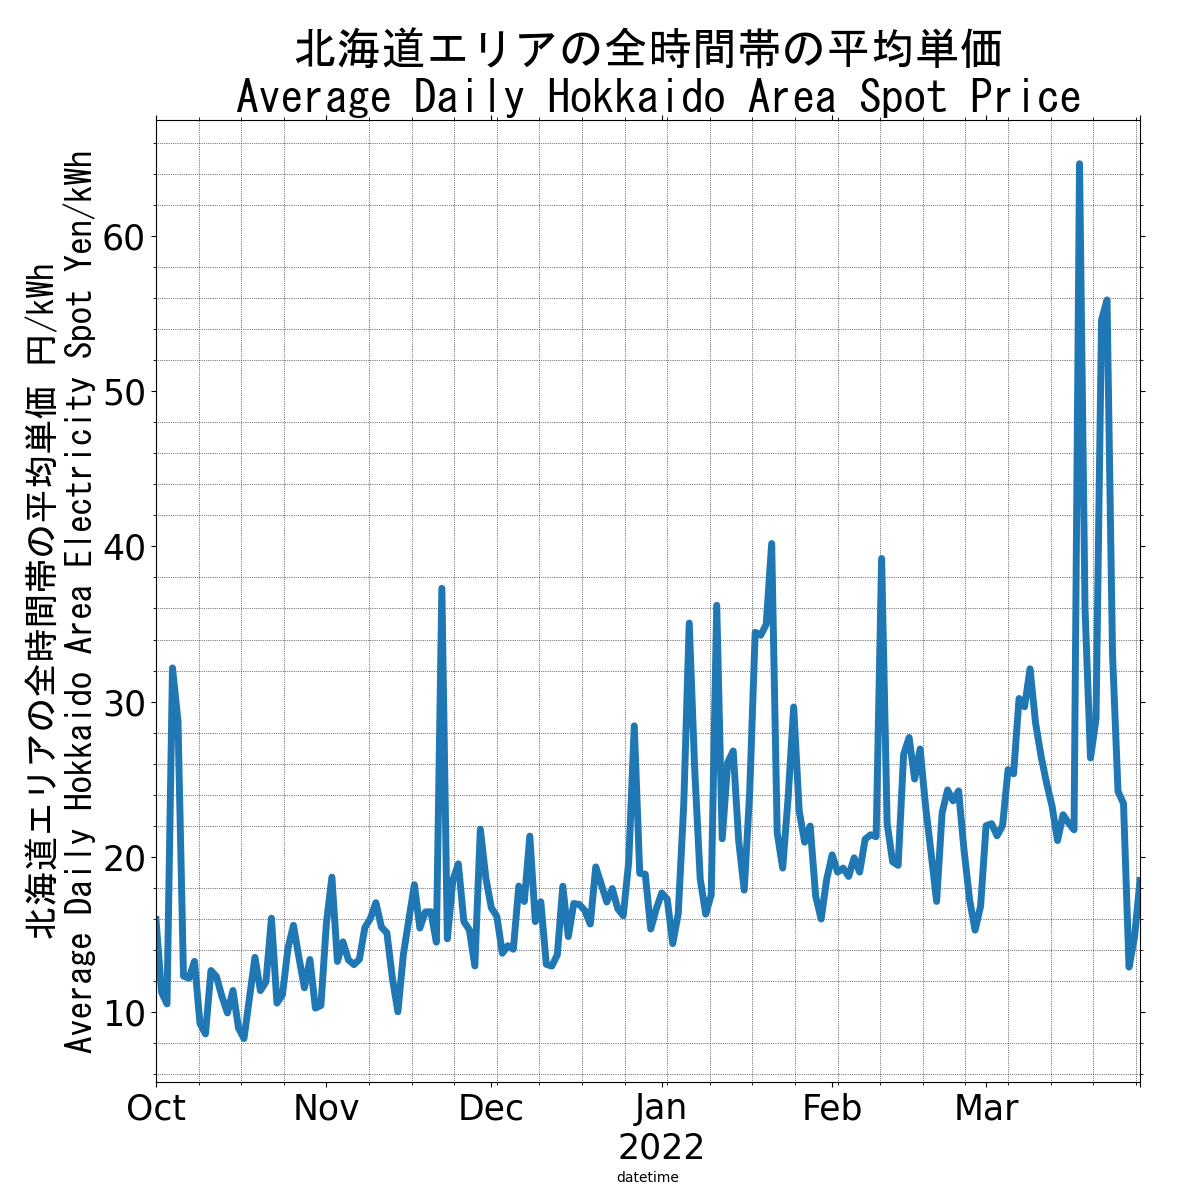 北海道エリアの全時間帯の平均単価
Average Daily Hokkaido Area Spot Price
北海道エリアの全時間帯の平均単価 円/kWh
Average Daily Hokkaido Area Electricity Spot Yen/kWh
60
50
40
30
20
10
Oct Nov Dec Jan Feb Mar
2022
datetime